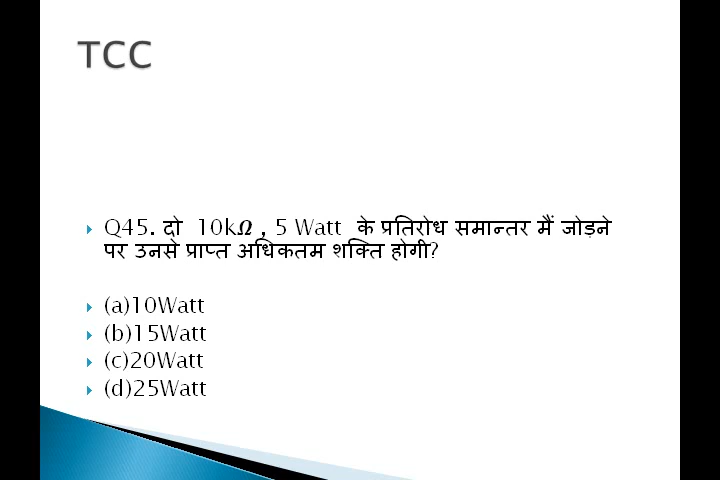 TCC
Q45. दो 10kΩ , 5 Watt के प्रतिरोध समान्तर मैं जोड़ने
पर उनसे प्राप्त अधिकतम शक्ति होगी?
(a)10Watt
(b)15Watt
(c)20Watt
(d)25Watt